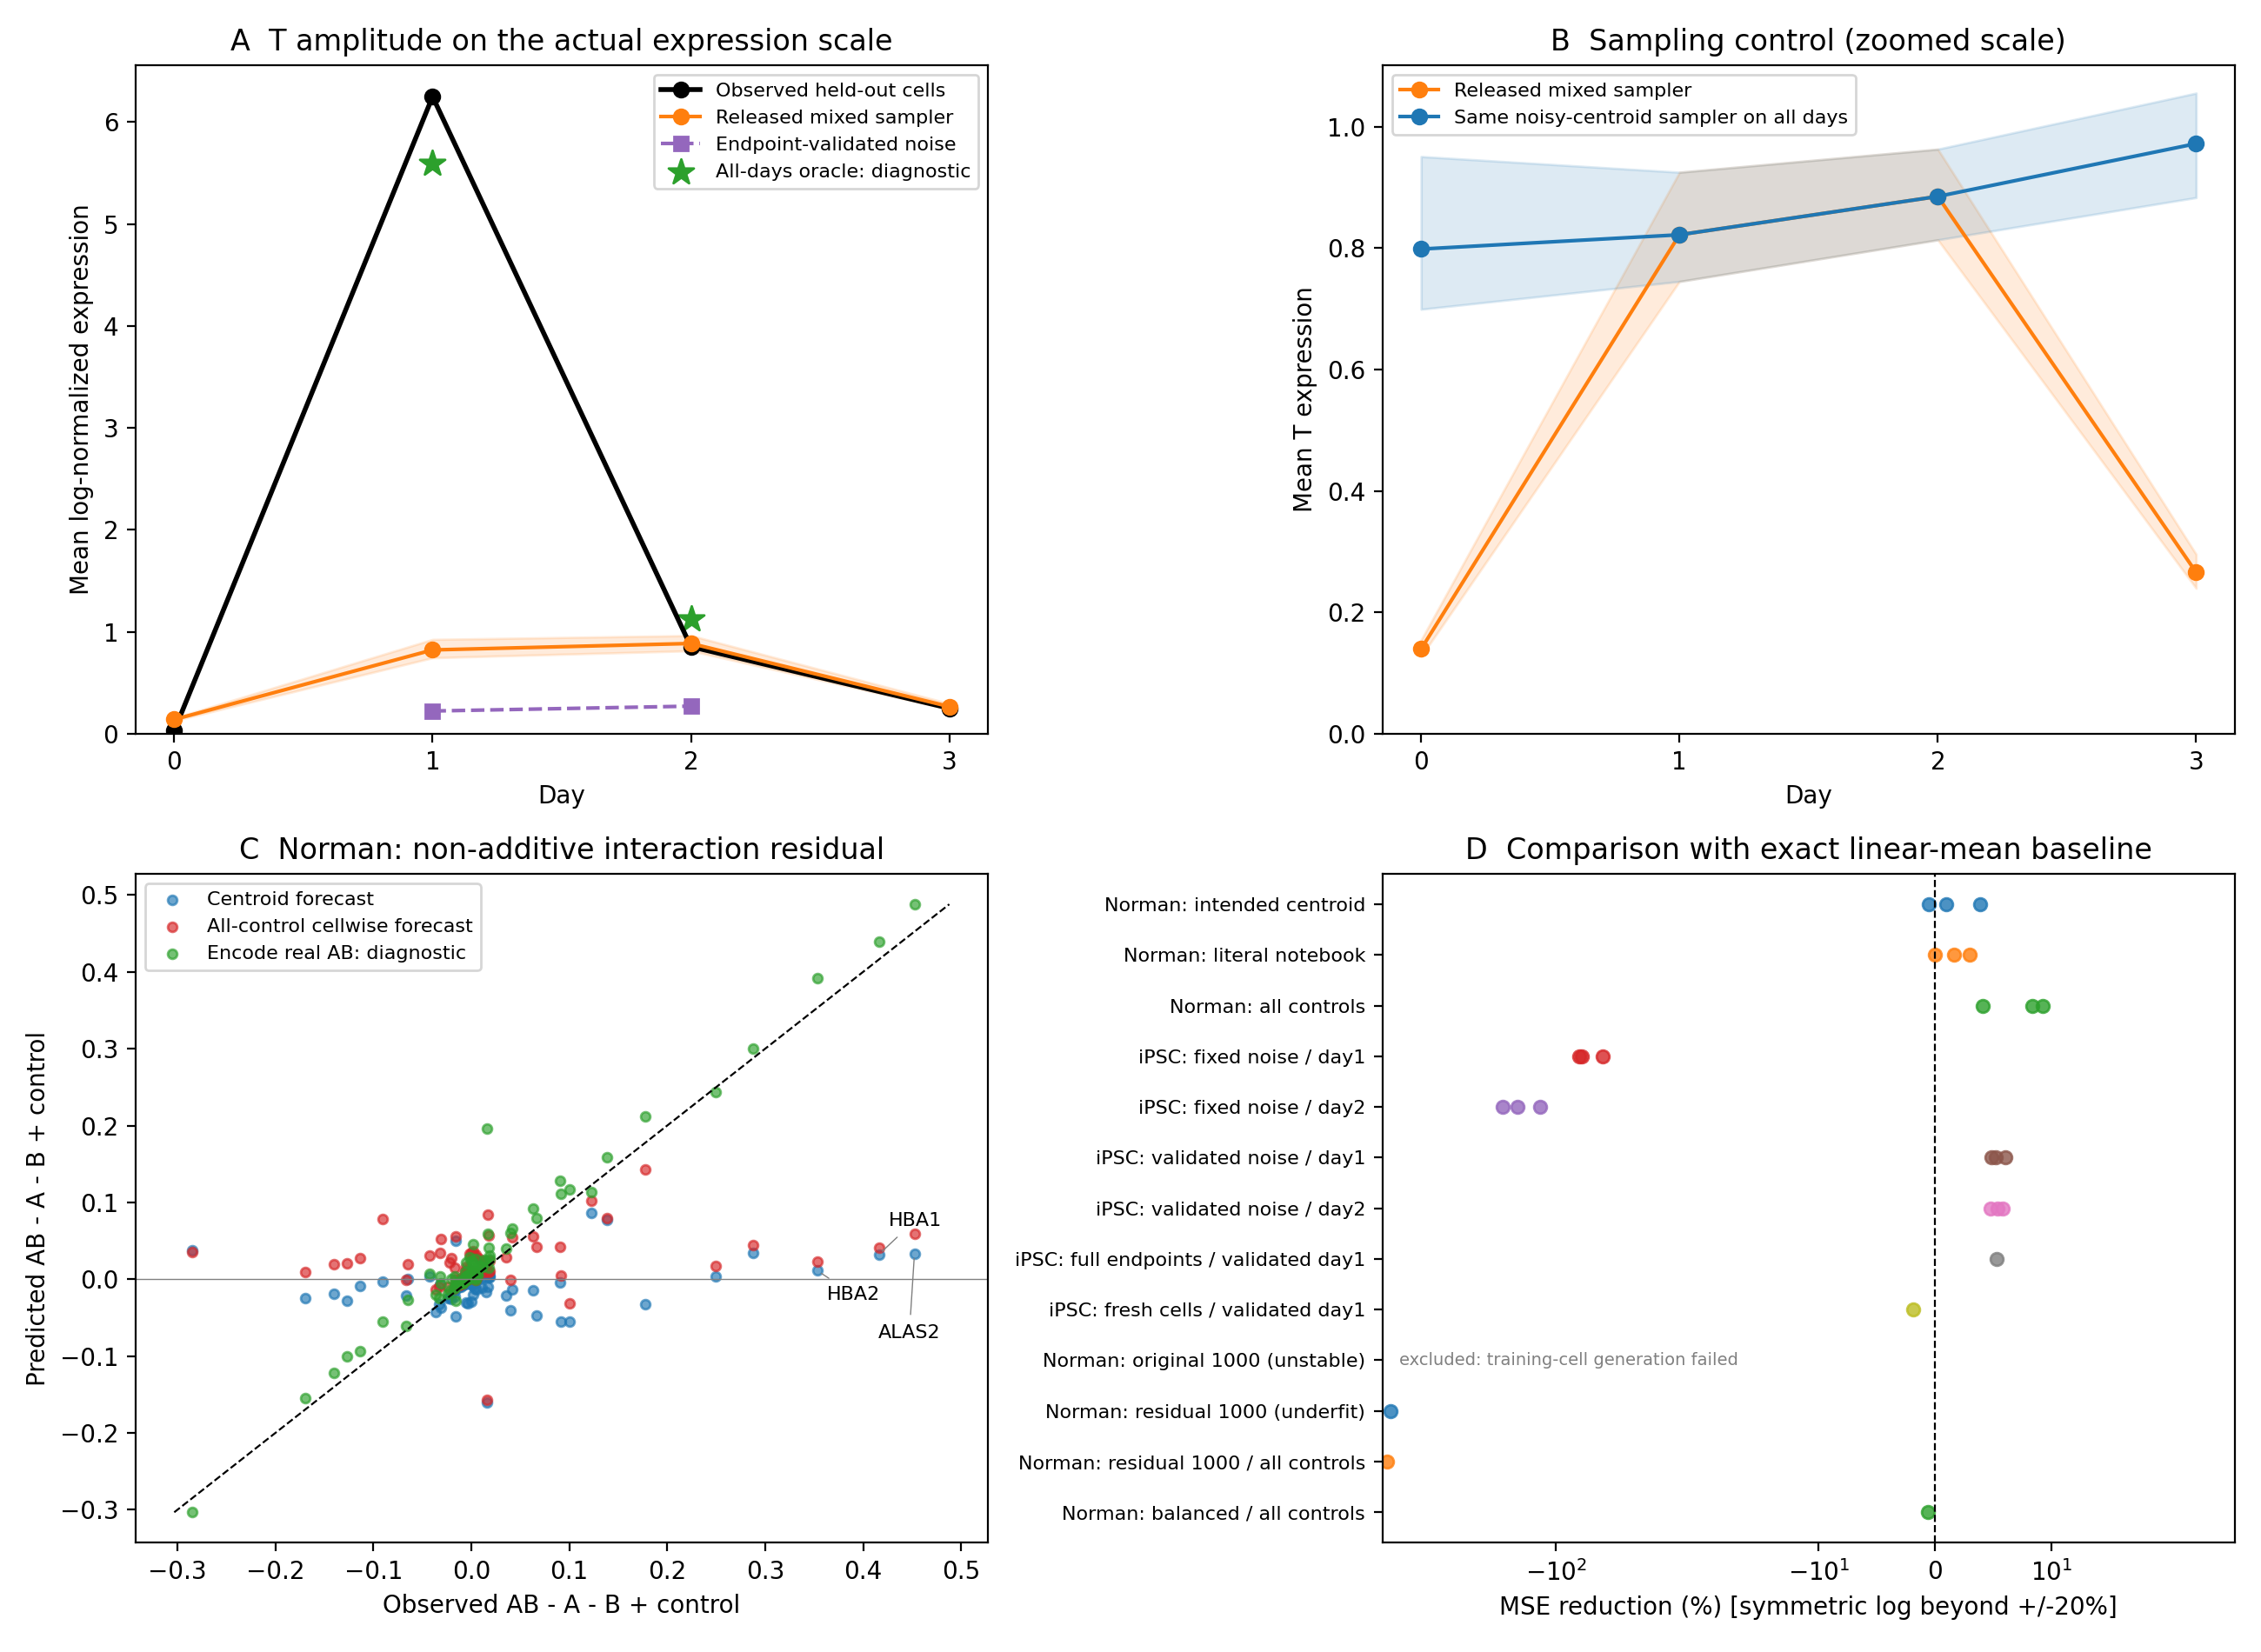 A  T amplitude on the actual expression scale
Mean log-normalized expression
6
5
4
3
2
1
0
Observed held-out cells
Released mixed sampler
Endpoint-validated noise
All-days oracle: diagnostic
0
1
2
3
Day
B  Sampling control (zoomed scale)
Mean T expression
1.0
0.8
0.6
0.4
0.2
0.0
Released mixed sampler
Same noisy-centroid sampler on all days
0
1
2
3
Day
C  Norman: non-additive interaction residual
Predicted AB - A - B + control
0.5
0.4
0.3
0.2
0.1
0.0
−0.1
−0.2
−0.3
Centroid forecast
All-control cellwise forecast
Encode real AB: diagnostic
HBA1
HBA2
ALAS2
−0.3
−0.2
−0.1
0.0
0.1
0.2
0.3
0.4
0.5
Observed AB - A - B + control
D  Comparison with exact linear-mean baseline
Norman: intended centroid
Norman: literal notebook
Norman: all controls
iPSC: fixed noise / day1
iPSC: fixed noise / day2
iPSC: validated noise / day1
iPSC: validated noise / day2
iPSC: full endpoints / validated day1
iPSC: fresh cells / validated day1
Norman: original 1000 (unstable)
excluded: training-cell generation failed
Norman: residual 1000 (underfit)
Norman: residual 1000 / all controls
Norman: balanced / all controls
−10²
−10¹
0
10¹
MSE reduction (%) [symmetric log beyond +/-20%]